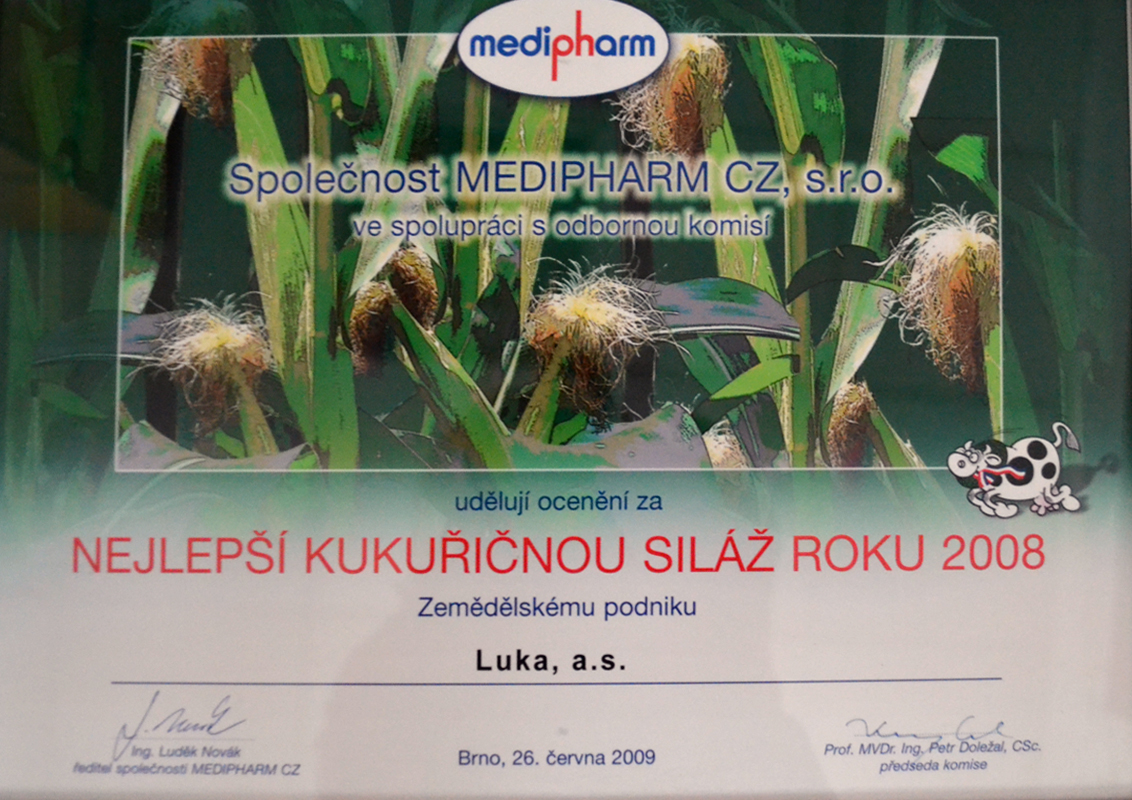 medipharm
Společnost MEDIPHARM CZ, s.r.o.
ve spolupráci s odbornou komisí
udělují ocenění za
NEJLEPŠÍ KUKUŘIČNOU SILÁŽ ROKU 2008
Zemědělskému podniku
Luka, a.s.
Ing. Luděk Novák
ředitel společnosti MEDIPHARM CZ
Brno, 26. června 2009
Prof. MVDr. Ing. Petr Doležal, CSc.
předseda komise